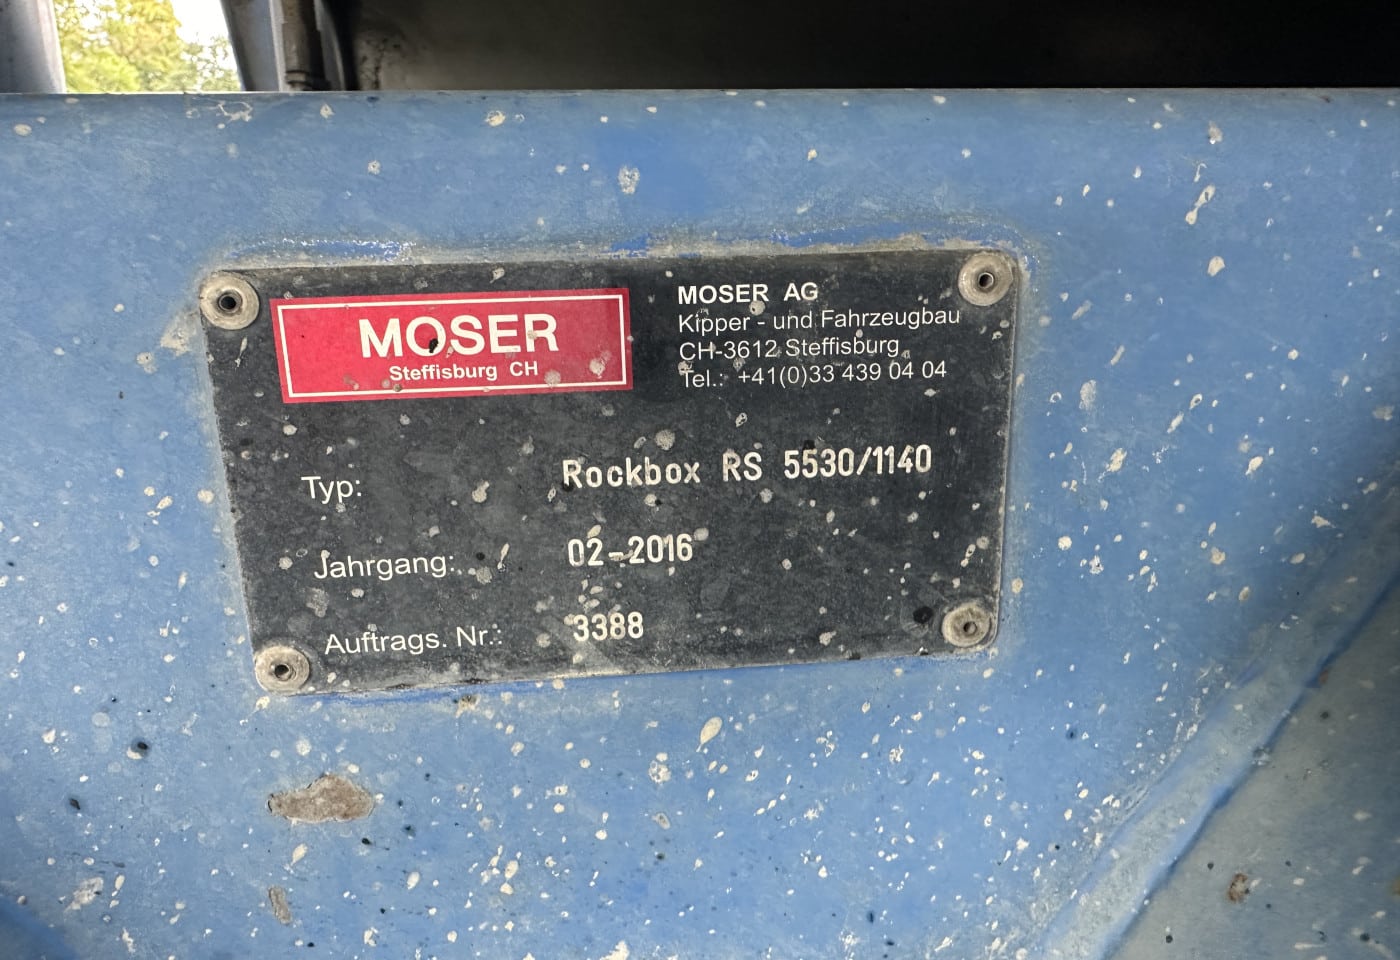 MOSER
Steffisburg CH
MOSER AG
Kipper - und Fahrzeugbau
CH-3612 Steffisburg
Tel.: +41(0)33 439 04 04
Typ: Rockbox RS 5530/1140
Jahrgang: 02-2016
Auftrags. Nr.: 3388